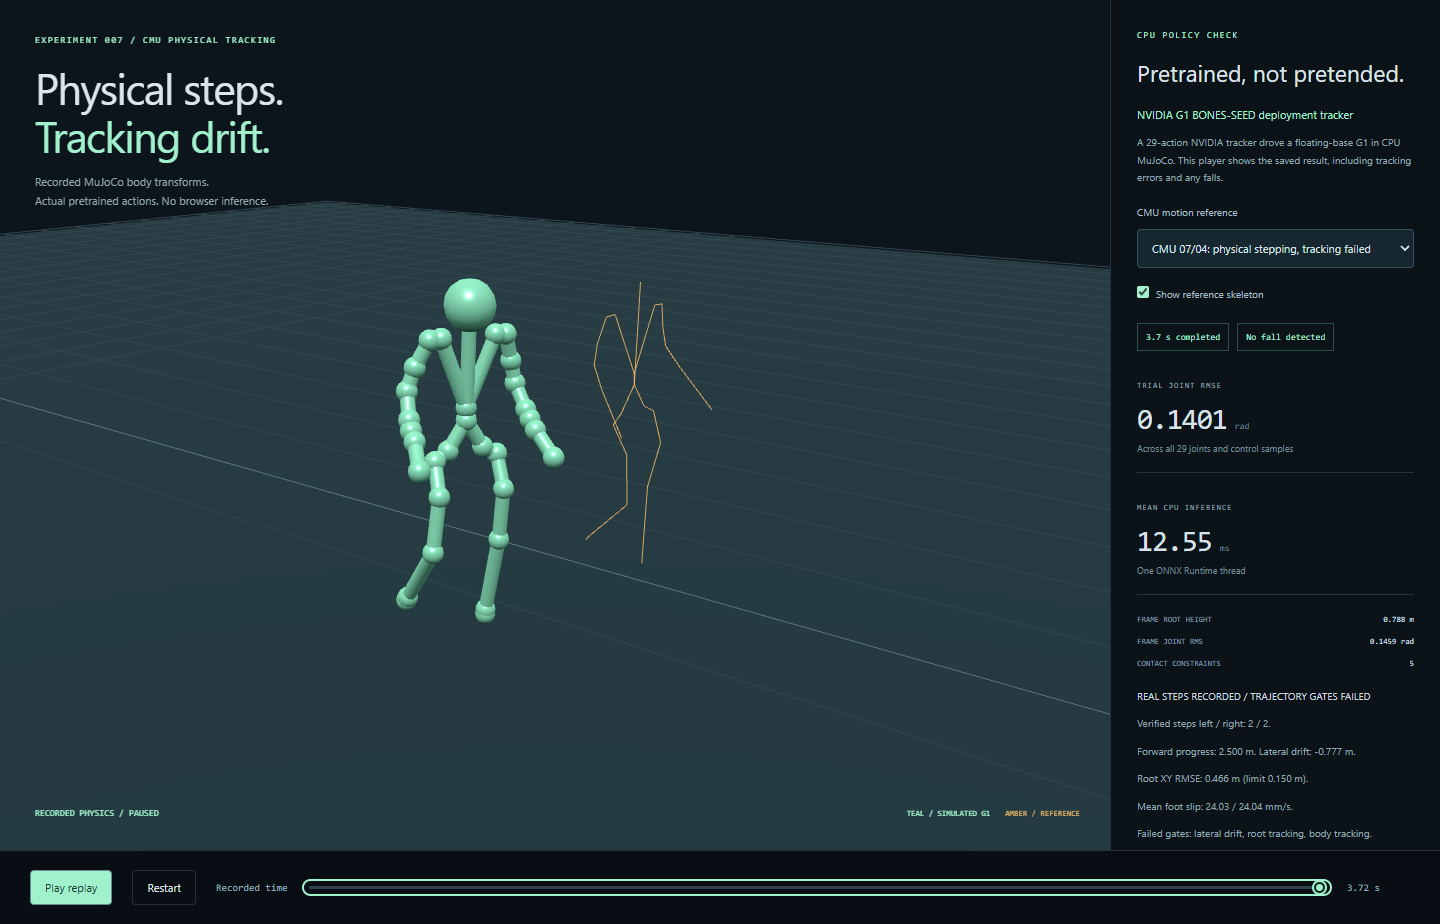 EXPERIMENT 007 / CMU PHYSICAL TRACKING
Physical steps.
Tracking drift.
Recorded MuJoCo body transforms.
Actual pretrained actions. No browser inference.
RECORDED PHYSICS / PAUSED
TEAL / SIMULATED G1
AMBER / REFERENCE
CPU POLICY CHECK
Pretrained, not pretended.
NVIDIA G1 BONES-SEED deployment tracker
A 29-action NVIDIA tracker drove a floating-base G1 in CPU
MuJoCo. This player shows the saved result, including tracking
errors and any falls.
CMU motion reference
CMU 07/04: physical stepping, tracking failed
Show reference skeleton
3.7 s completed
No fall detected
TRIAL JOINT RMSE
0.1401 rad
Across all 29 joints and control samples
MEAN CPU INFERENCE
12.55 ms
One ONNX Runtime thread
FRAME ROOT HEIGHT 0.788 m
FRAME JOINT RMS 0.1459 rad
CONTACT CONSTRAINTS 5
REAL STEPS RECORDED / TRAJECTORY GATES FAILED
Verified steps left / right: 2 / 2.
Forward progress: 2.500 m. Lateral drift: -0.777 m.
Root XY RMSE: 0.466 m (limit 0.150 m).
Mean foot slip: 24.03 / 24.04 mm/s.
Failed gates: lateral drift, root tracking, body tracking.
Play replay
Restart
Recorded time
3.72 s